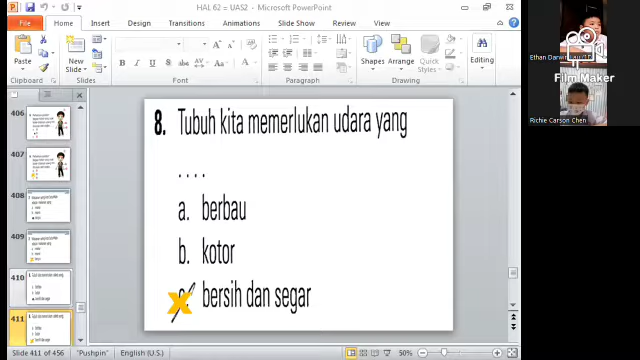 HAL 62 - UAS2 - Microsoft PowerPoint
File Home Insert Design Transitions Animations Slide Show Review View
Paste New Slide Shapes Arrange Quick Styles Editing
B I U S abc AV Aa A
Clipboard Slides Font Paragraph Drawing
406
407
408
409
410
411
8. Tubuh kita memerlukan udara yang
. . . .
a. berbau
b. kotor
c. bersih dan segar
Film Maker
Richie Carson Chen
Slide 411 of 456 "Pushpin" English (U.S.) 50%